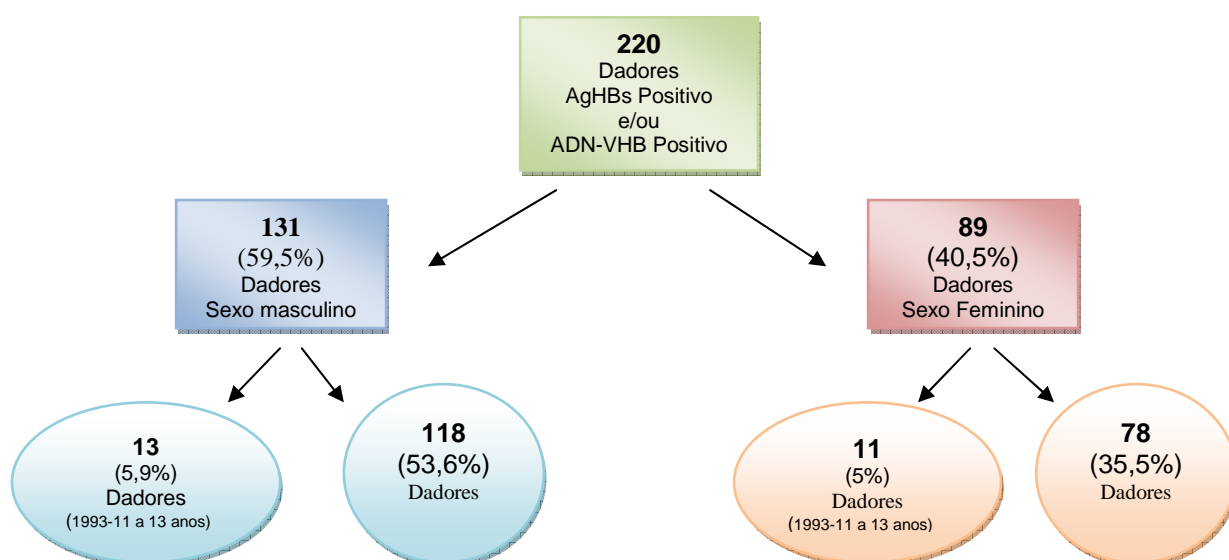 220
Dadores
AgHBs Positivo
e/ou
ADN-VHB Positivo
131
(59,5%)
Dadores
Sexo masculino
89
(40,5%)
Dadores
Sexo Feminino
13
(5,9%)
Dadores
(1993-11 a 13 anos)
118
(53,6%)
Dadores
11
(5%)
Dadores
(1993-11 a 13 anos)
78
(35,5%)
Dadores